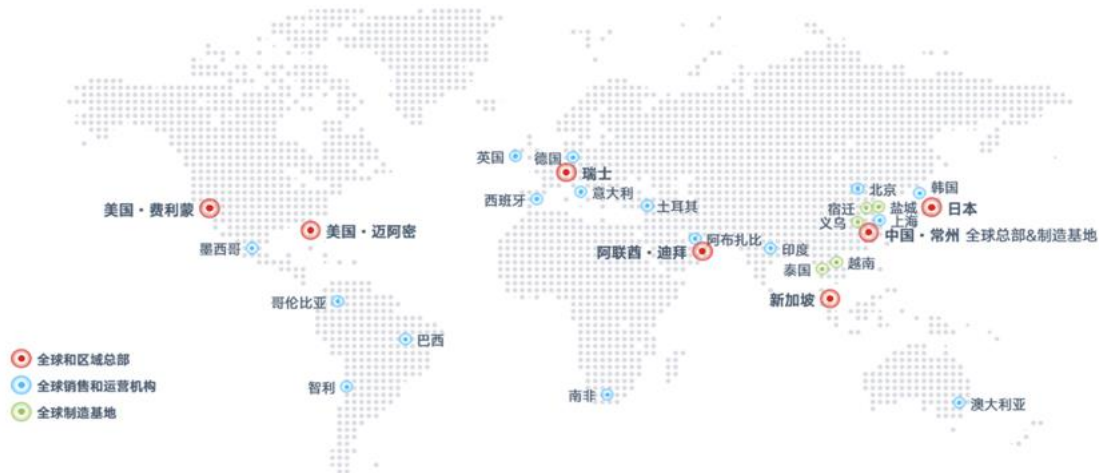 英国
德国
瑞士
西班牙
意大利
土耳其
北京
韩国
宿迁
盐城
日本
美国·费利蒙
义乌
上海
美国·迈阿密
中国·常州 全球总部&制造基地
墨西哥
阿布扎比
阿联酋·迪拜
印度
越南
泰国
新加坡
哥伦比亚
巴西
全球和区域总部
全球销售和运营机构
智利
南非
澳大利亚
全球制造基地